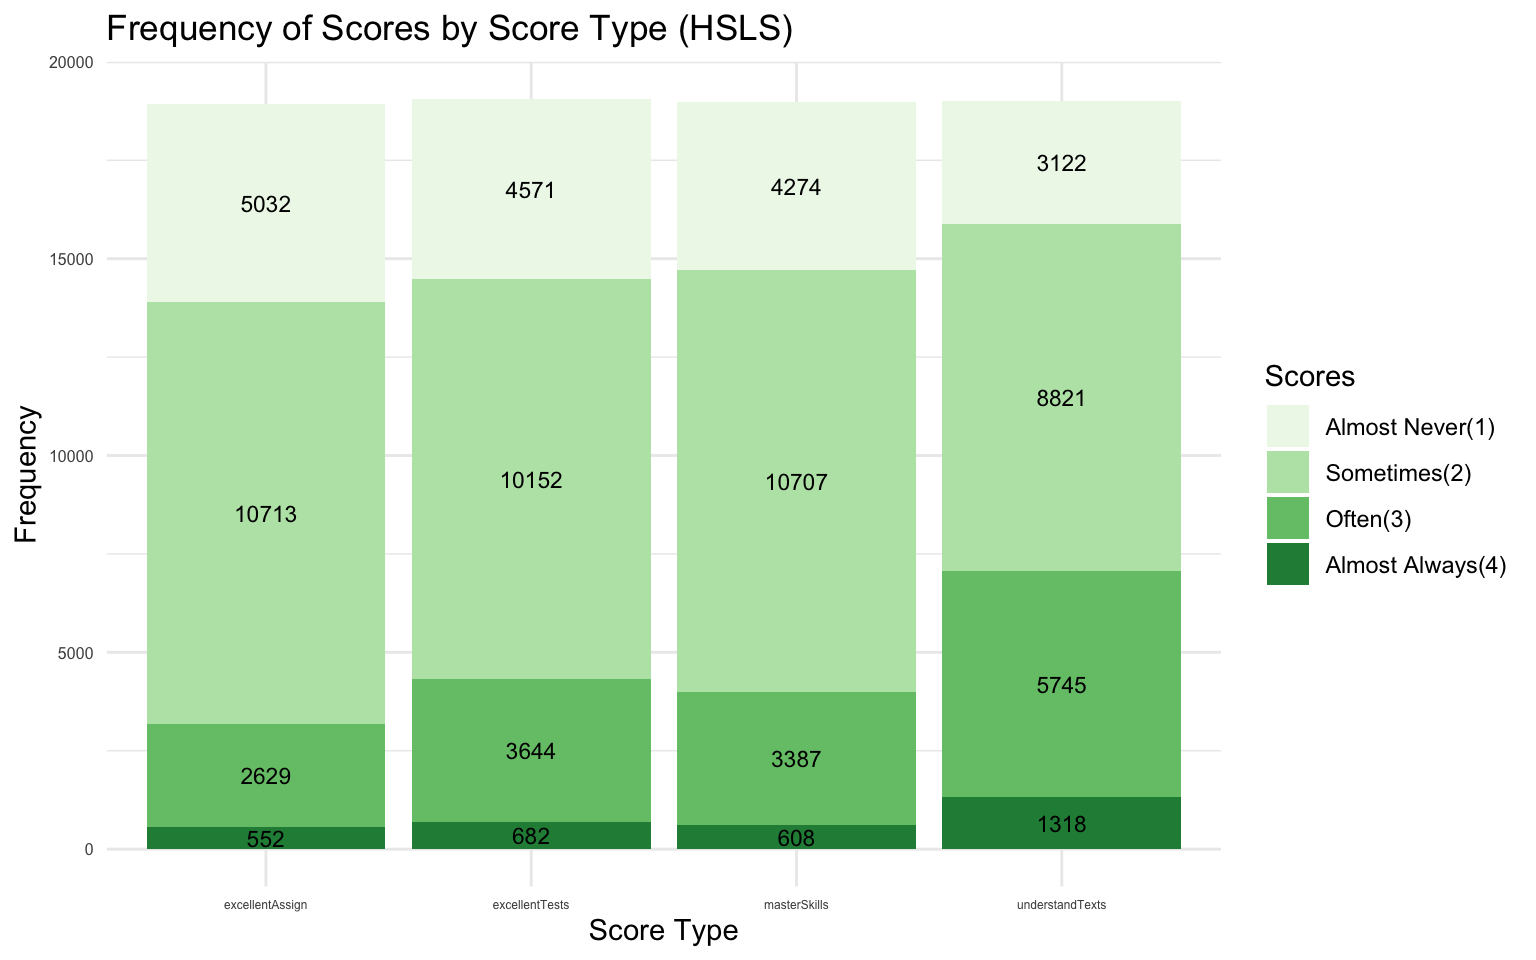 Frequency of Scores by Score Type (HSLS)
20000
15000
10000
5000
0
Frequency
5032
4571
4274
3122
10713
10152
10707
8821
2629
3644
3387
5745
552
682
608
1318
excellentAssign
excellentTests
masterSkills
understandTexts
Score Type
Scores
Almost Never(1)
Sometimes(2)
Often(3)
Almost Always(4)